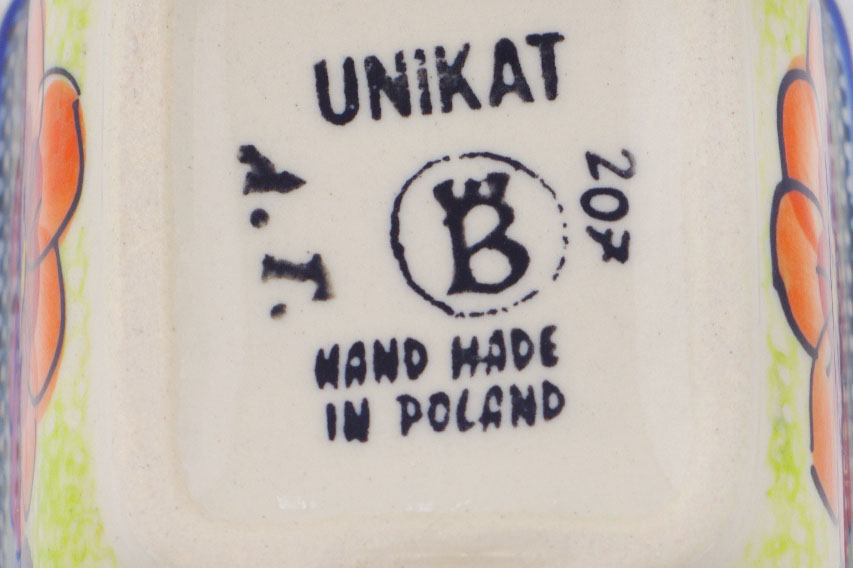 UNIKAT
A.T.
B
207
HAND MADE
IN POLAND